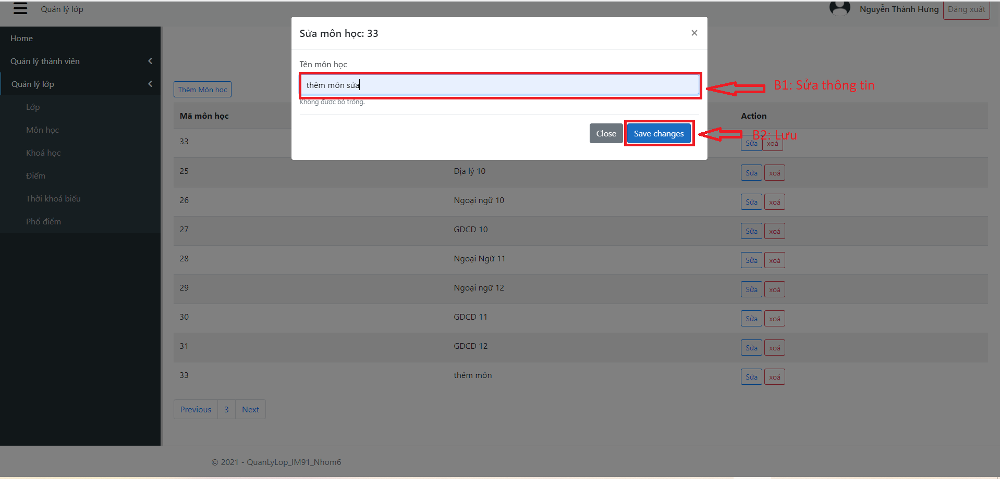 Quản lý lớp
Nguyễn Thành Hưng
Đăng xuất
Home
Quản lý thành viên
Quản lý lớp
Lớp
Môn học
Khoá học
Điểm
Thời khoá biểu
Phổ điểm
Sửa môn học: 33
×
Tên môn học
thêm môn sửa
Không được bỏ trống.
Close
Save changes
B1: Sửa thông tin
B2: Lưu
Thêm Môn học
Mã môn học
Action
33
Sửa xoá
25 Địa lý 10 Sửa xoá
26 Ngoại ngữ 10 Sửa xoá
27 GDCD 10 Sửa xoá
28 Ngoại Ngữ 11 Sửa xoá
29 Ngoại ngữ 12 Sửa xoá
30 GDCD 11 Sửa xoá
31 GDCD 12 Sửa xoá
33 thêm môn Sửa xoá
Previous 3 Next
© 2021 - QuanLyLop_IM91_Nhom6